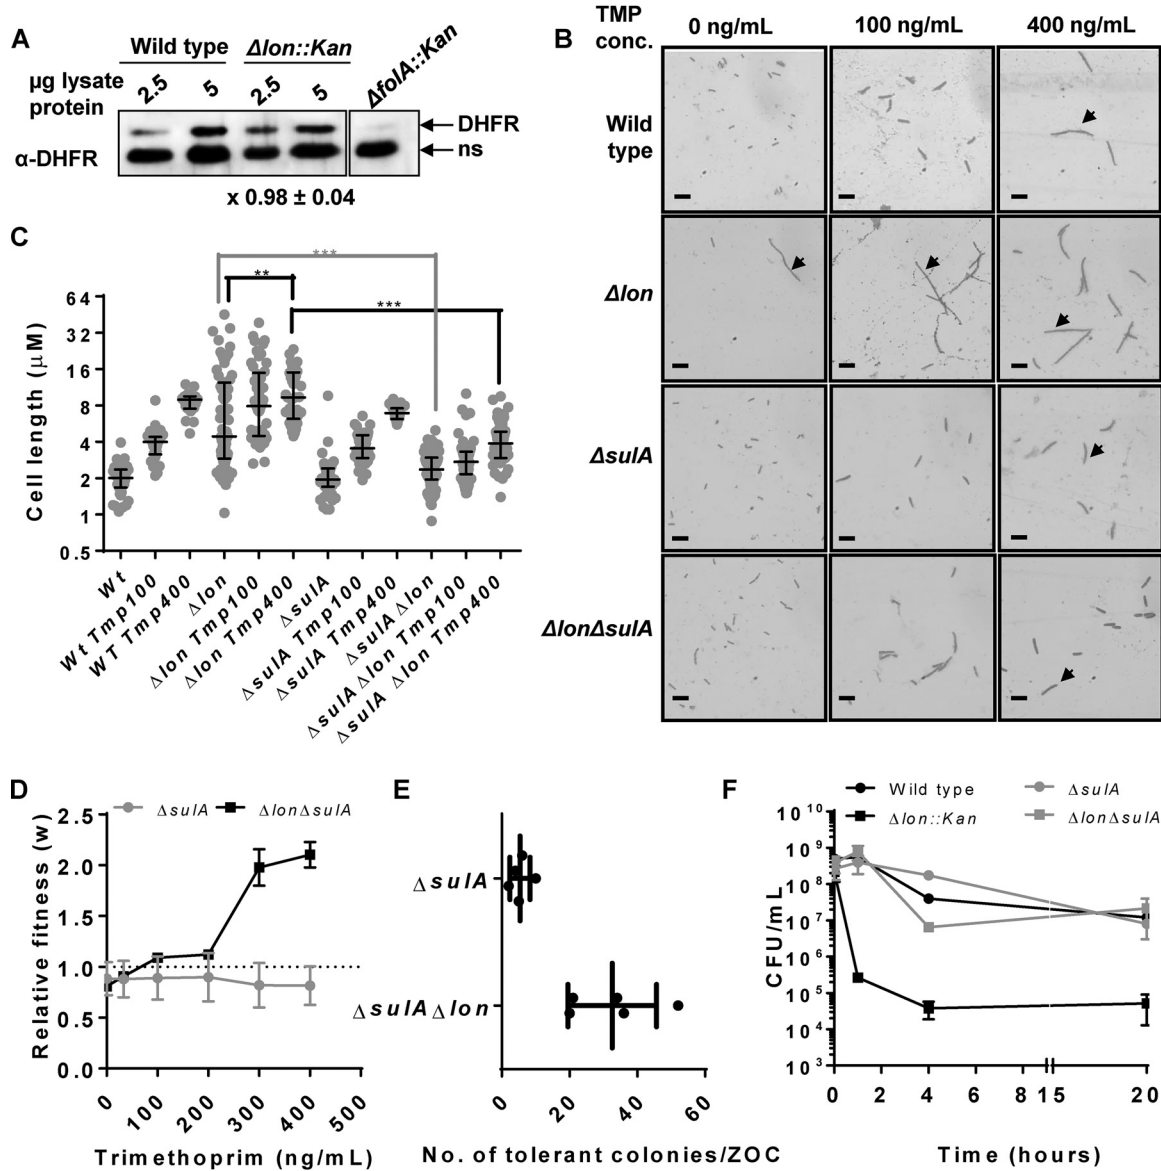 A
Wild type
Δlon::Kan
ΔfolA::Kan
µg lysate
protein
2.5
5
2.5
5
DHFR
ns
α-DHFR
x 0.98 ± 0.04
B
TMP
conc.
0 ng/mL
100 ng/mL
400 ng/mL
Wild
type
Δlon
ΔsulA
ΔlonΔsulA
C
***
**
***
64
32
16
8
4
2
1
0.5
Cell length (µM)
Wt
Wt Tmp100
WT Tmp400
Δlon
Δlon Tmp100
Δlon Tmp400
ΔsulA
ΔsulA Tmp100
ΔsulA Tmp400
ΔsulA Δlon
ΔsulA Δlon Tmp100
ΔsulA Δlon Tmp400
D
ΔsulA
ΔlonΔsulA
2.5
2.0
1.5
1.0
0.5
0.0
Relative fitness (w)
0
100
200
300
400
500
Trimethoprim (ng/mL)
E
ΔsulA
ΔsulAΔlon
0
20
40
60
No. of tolerant colonies/ZOC
F
Wild type
Δlon::Kan
ΔsulA
ΔlonΔsulA
10^10
10^9
10^8
10^7
10^6
10^5
10^4
10^3
CFU/mL
0
2
4
6
8
15
20
Time (hours)